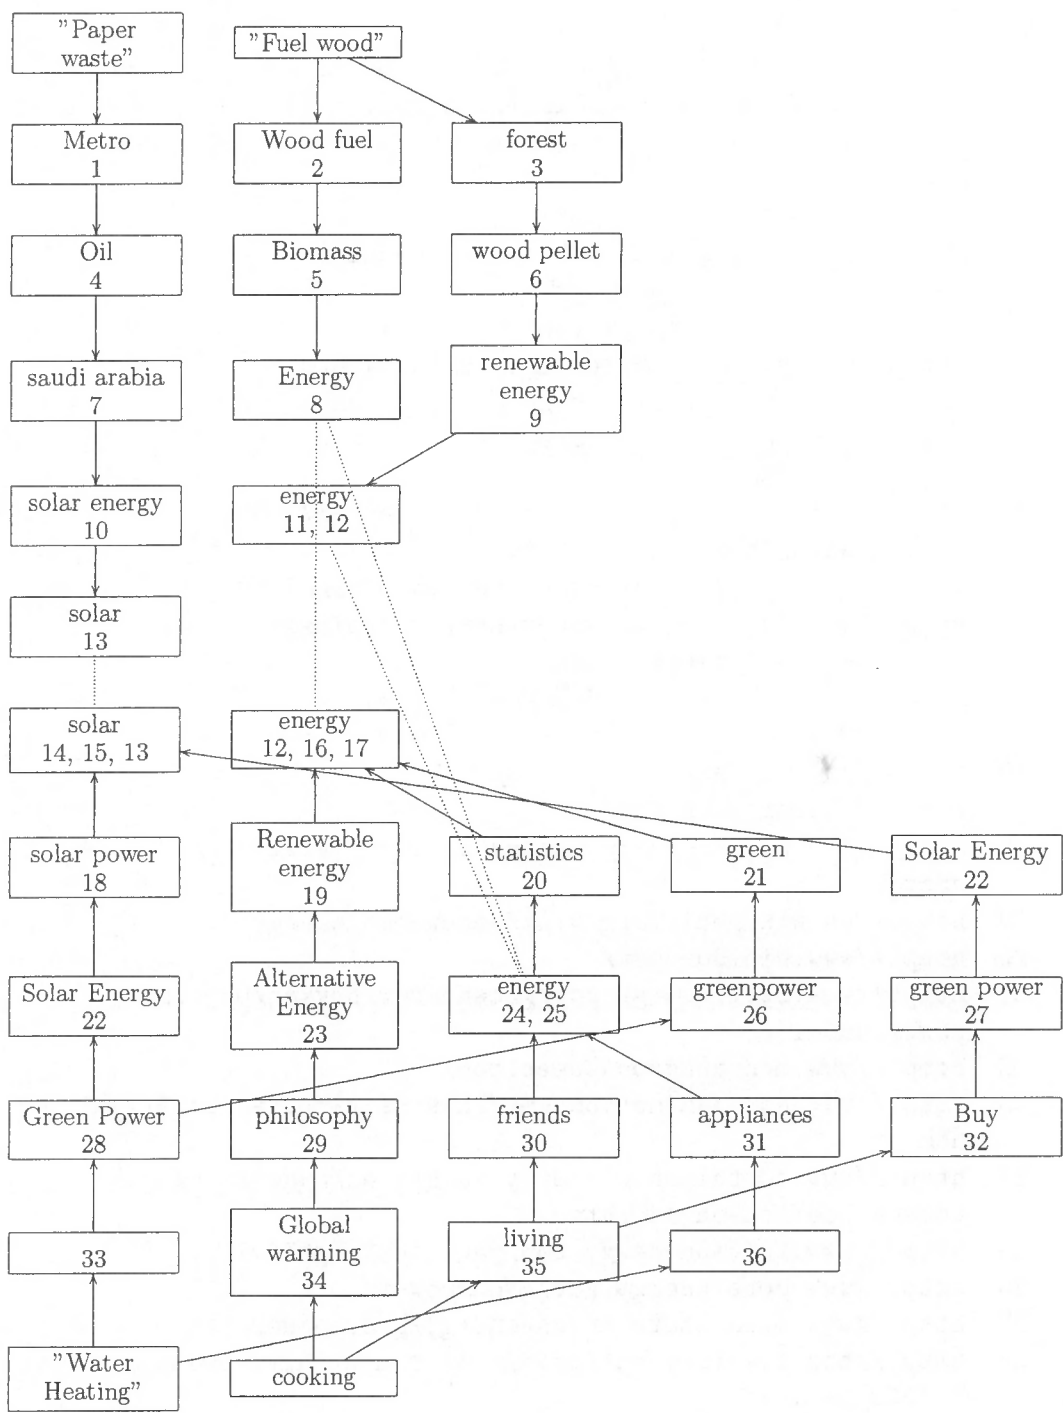 ”Paper
waste”
”Fuel wood”
Metro
1
Wood fuel
2
forest
3
Oil
4
Biomass
5
wood pellet
6
saudi arabia
7
Energy
8
renewable
energy
9
solar energy
10
energy
11, 12
solar
13
solar
14, 15, 13
energy
12, 16, 17
solar power
18
Renewable
energy
19
statistics
20
green
21
Solar Energy
22
Solar Energy
22
Alternative
Energy
23
energy
24, 25
greenpower
26
green power
27
Green Power
28
philosophy
29
friends
30
appliances
31
Buy
32
33
Global
warming
34
living
35
36
”Water
Heating”
cooking